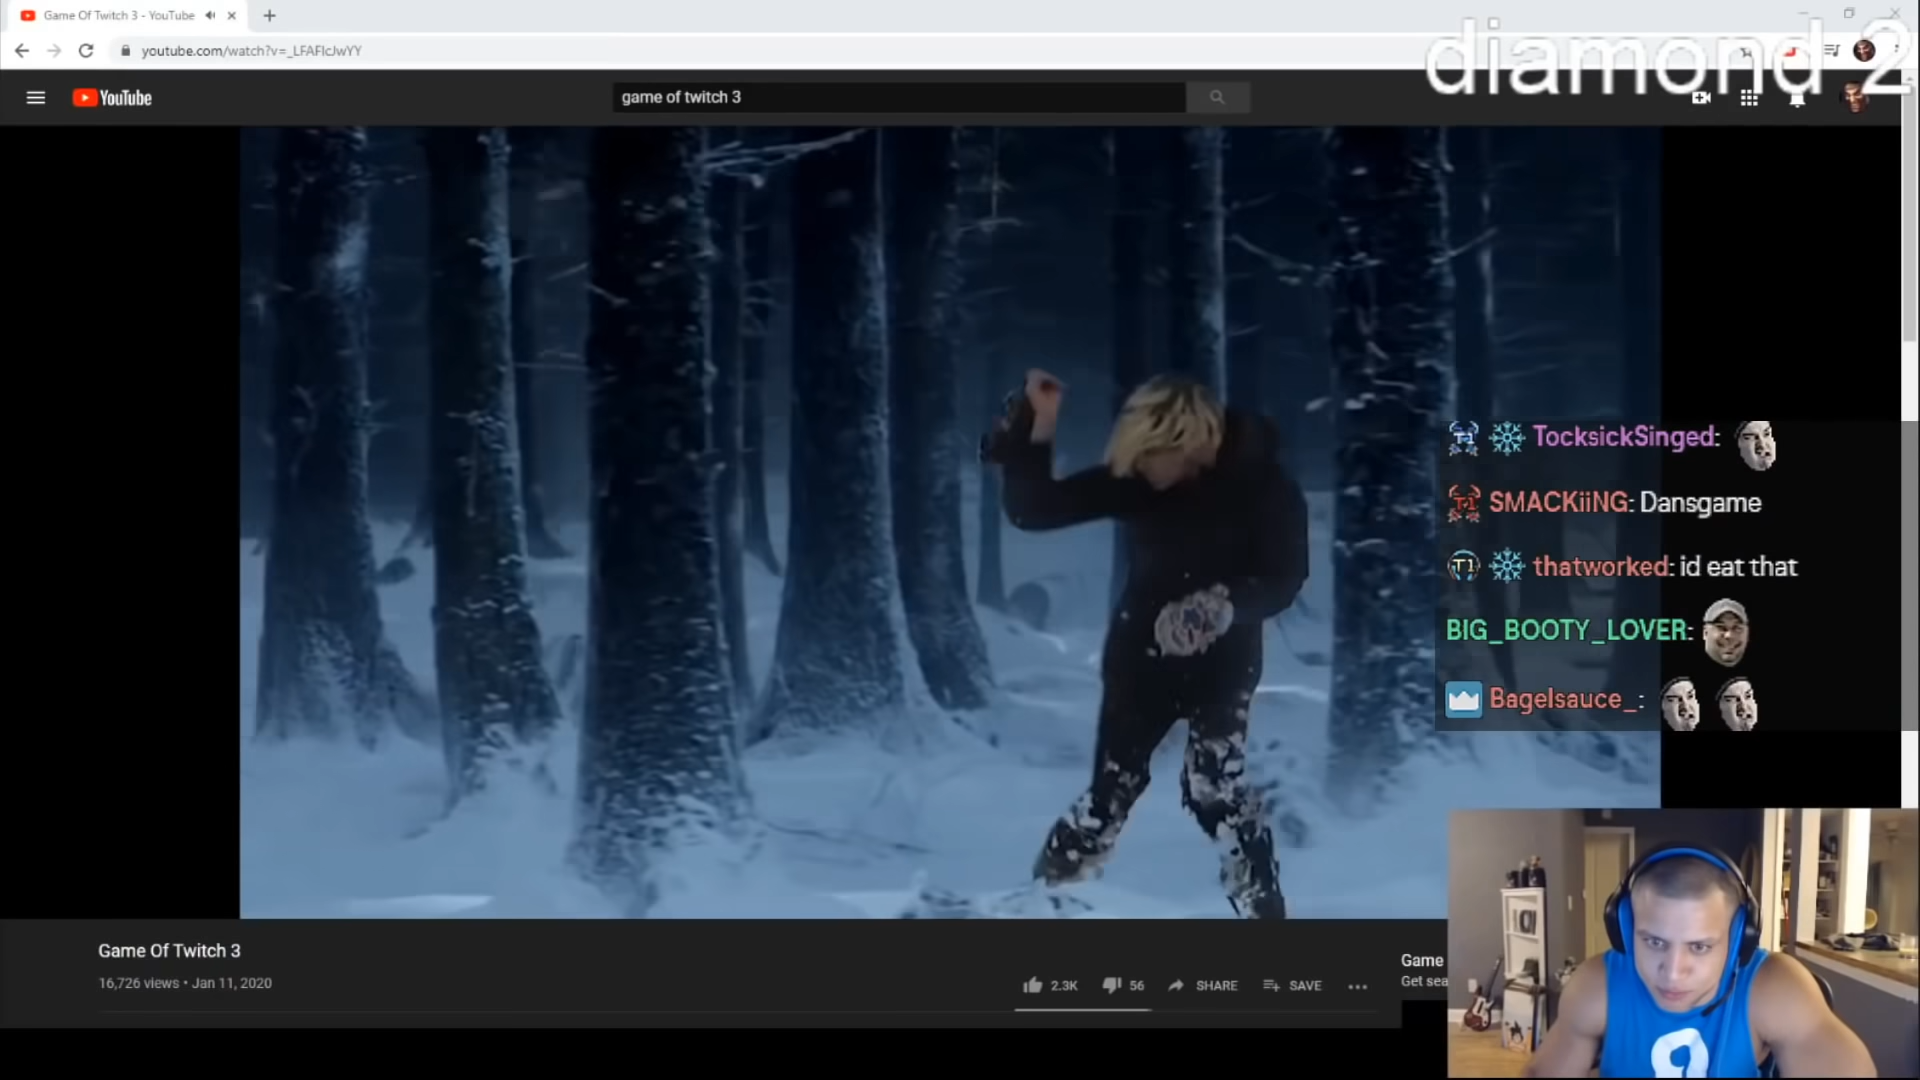 Game Of Twitch 3 - YouTube
youtube.com/watch?v=_LFAFlcJwYY
diamond 2
YouTube
game of twitch 3
TocksickSinged:
SMACKiiNG: Dansgame
thatworked: id eat that
BIG_BOOTY_LOVER:
Bagelsauce_:
Game Of Twitch 3
16,726 views • Jan 11, 2020
2.3K
56
SHARE
SAVE
Game
Get sea